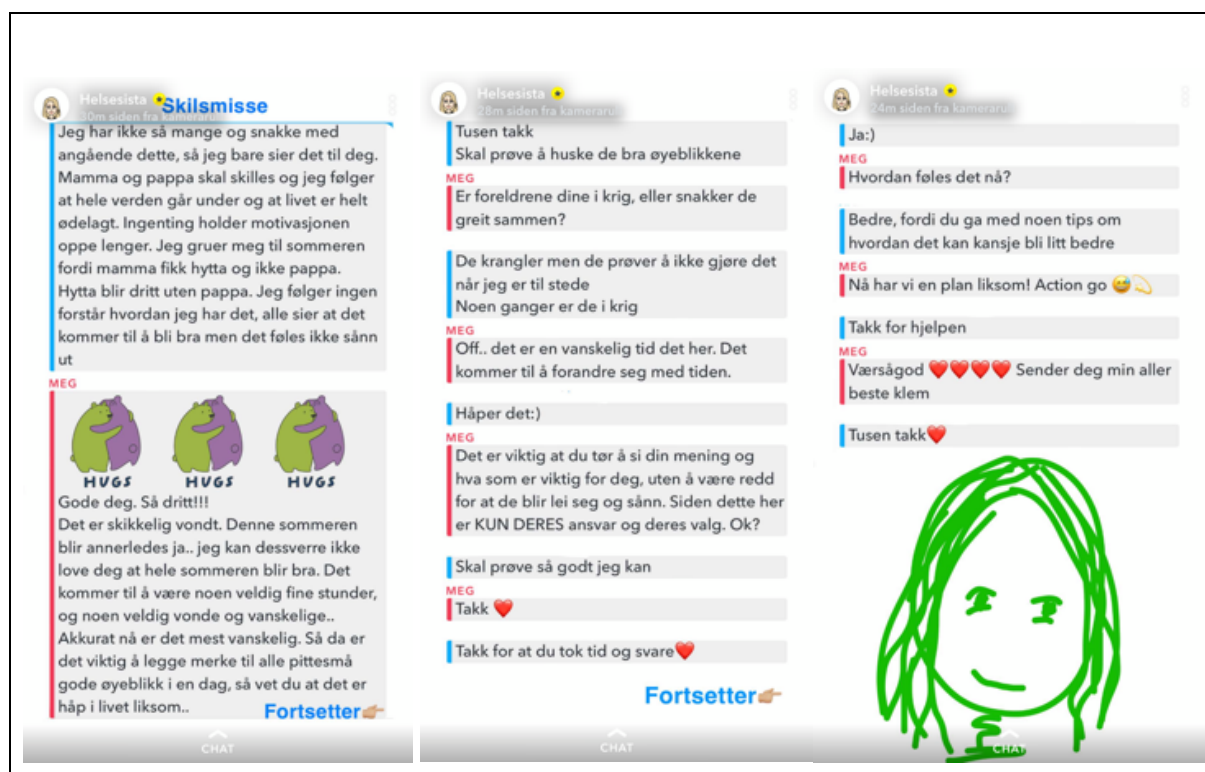 Helsesista
Skilsmisse
30m siden fra kamerarull
Jeg har ikke så mange og snakke med
angående dette, så jeg bare sier det til deg.
Mamma og pappa skal skilles og jeg følger
at hele verden går under og at livet er helt
ødelagt. Ingenting holder motivasjonen
oppe lenger. Jeg gruer meg til sommeren
fordi mamma fikk hytta og ikke pappa.
Hytta blir dritt uten pappa. Jeg følger ingen
forstår hvordan jeg har det, alle sier at det
kommer til å bli bra men det føles ikke sånn
ut
MEG
HUGS HUGS HUGS
Gode deg. Så dritt!!!
Det er skikkelig vondt. Denne sommeren
blir annerledes ja.. jeg kan dessverre ikke
love deg at hele sommeren blir bra. Det
kommer til å være noen veldig fine stunder,
og noen veldig vonde og vanskelige..
Akkurat nå er det mest vanskelig. Så da er
det viktig å legge merke til alle pittesmå
gode øyeblikk i en dag, så vet du at det er
håp i livet liksom..
Fortsetter👉🏼
CHAT
Helsesista
28m siden fra kamerarull
Tusen takk
Skal prøve å huske de bra øyeblikkene
MEG
Er foreldrene dine i krig, eller snakker de
greit sammen?
De krangler men de prøver å ikke gjøre det
når jeg er til stede
Noen ganger er de i krig
MEG
Off.. det er en vanskelig tid det her. Det
kommer til å forandre seg med tiden.
Håper det:)
MEG
Det er viktig at du tør å si din mening og
hva som er viktig for deg, uten å være redd
for at de blir lei seg og sånn. Siden dette her
er KUN DERES ansvar og deres valg. Ok?
Skal prøve så godt jeg kan
MEG
Takk ❤️
Takk for at du tok tid og svare❤️
Fortsetter👉🏼
CHAT
Helsesista
24m siden fra kamerarull
Ja:)
MEG
Hvordan føles det nå?
Bedre, fordi du ga med noen tips om
hvordan det kan kansje bli litt bedre
MEG
Nå har vi en plan liksom! Action go 😅💫
Takk for hjelpen
MEG
Værsågod ❤️❤️❤️❤️ Sender deg min aller
beste klem
Tusen takk❤️
CHAT